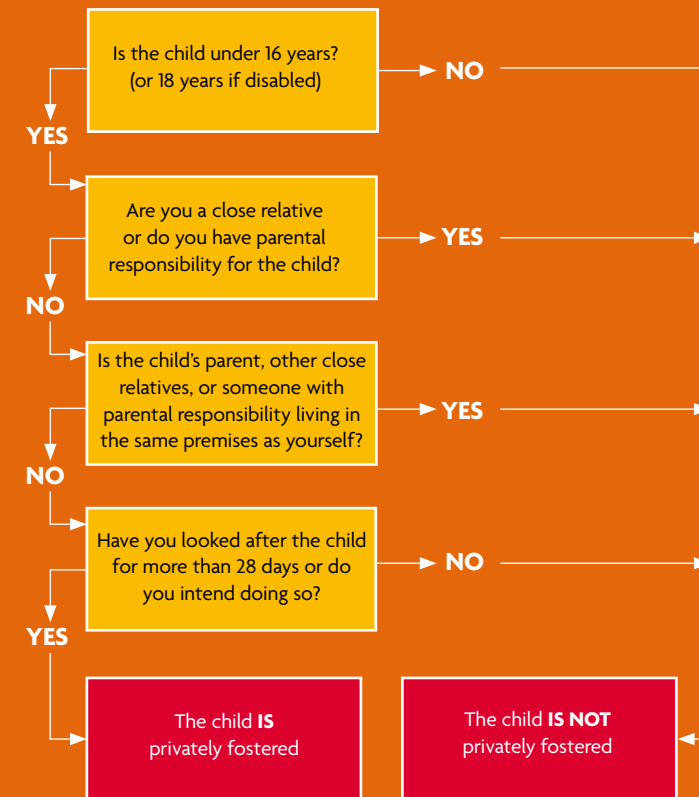 Is the child under 16 years?
(or 18 years if disabled)
NO
YES
Are you a close relative
or do you have parental
responsibility for the child?
YES
NO
Is the child’s parent, other close
relatives, or someone with
parental responsibility living in
the same premises as yourself?
YES
NO
Have you looked after the child
for more than 28 days or do
you intend doing so?
NO
YES
The child IS
privately fostered
The child IS NOT
privately fostered